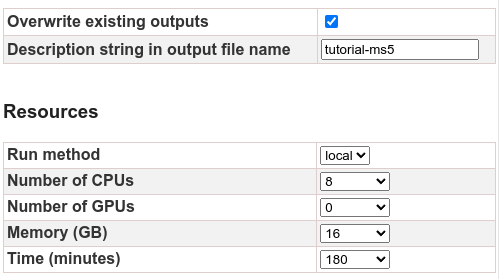 Overwrite existing outputs
Description string in output file name tutorial-ms5
Resources
Run method local
Number of CPUs 8
Number of GPUs 0
Memory (GB) 16
Time (minutes) 180